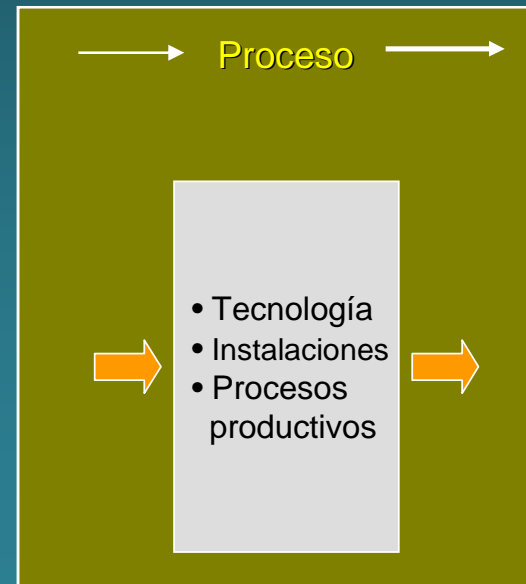 Proceso
• Tecnología
• Instalaciones
• Procesos
productivos